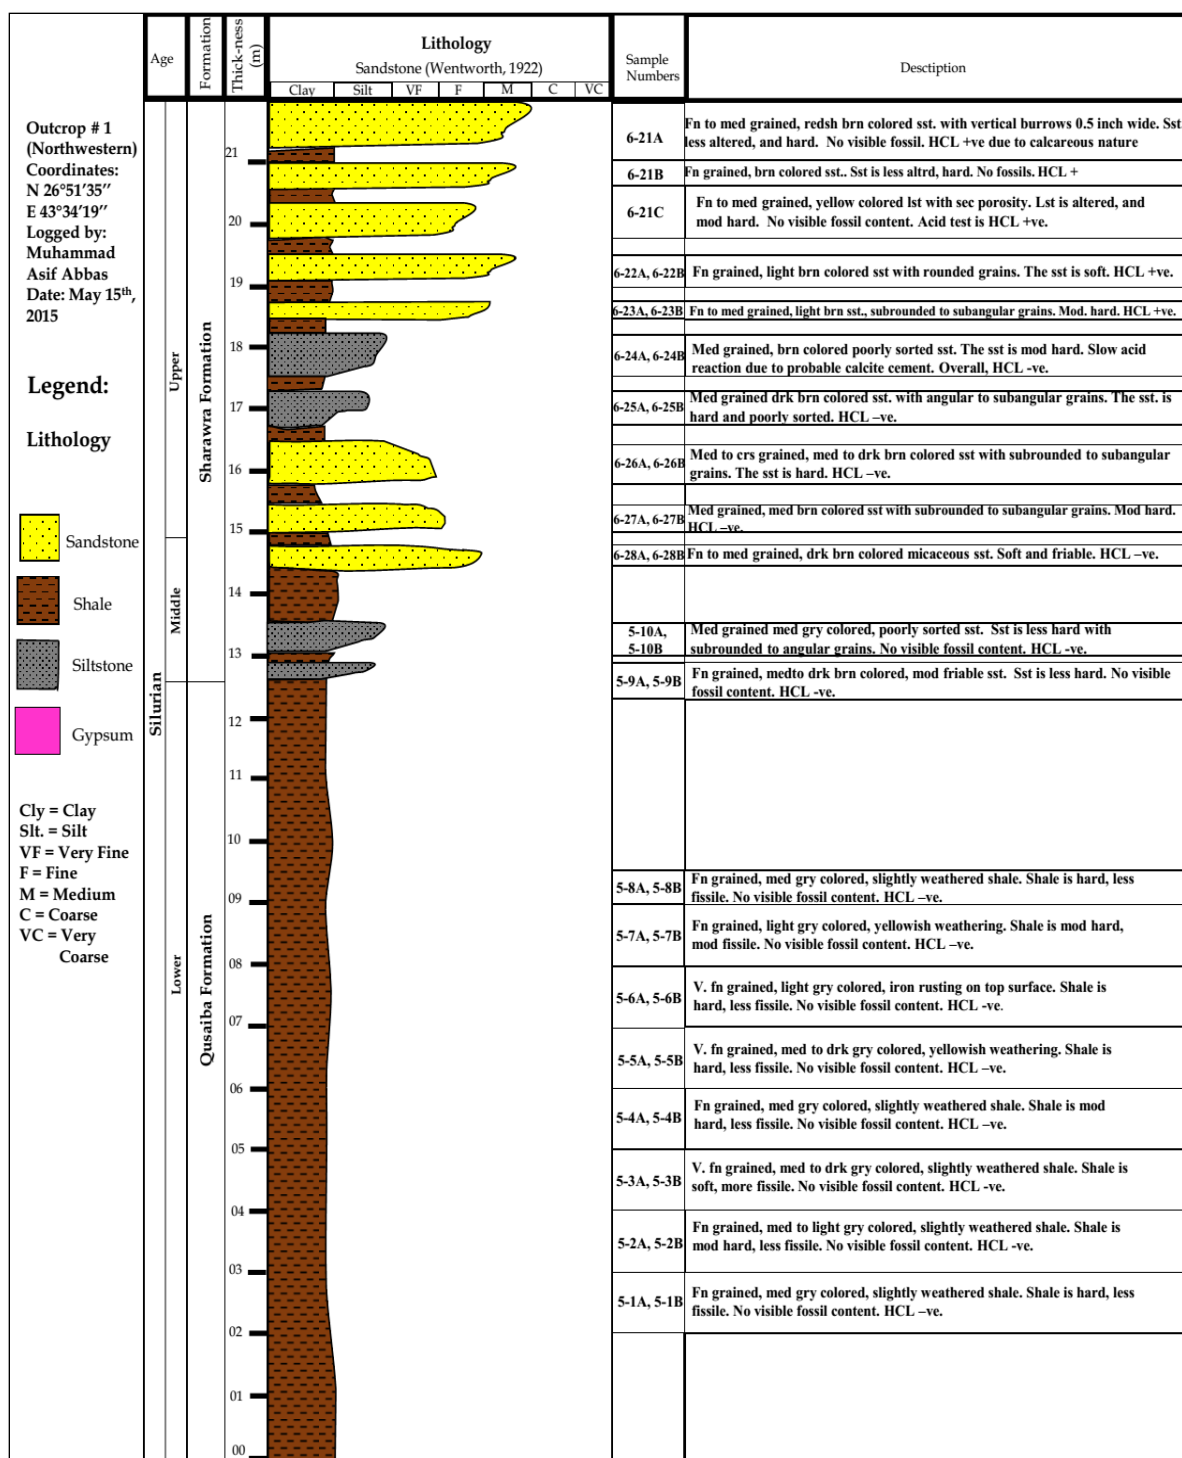 Age
Formation
Thick-ness
(m)
Lithology
Sandstone (Wentworth, 1922)
Clay Silt VF F M C VC
Sample
Numbers
Desctiption
Outcrop # 1
(Northwestern)
Coordinates:
N 26°51′35″
E 43°34′19″
Logged by:
Muhammad
Asif Abbas
Date: May 15th,
2015
Legend:
Lithology
Sandstone
Shale
Siltstone
Gypsum
Cly = Clay
Slt. = Silt
VF = Very Fine
F = Fine
M = Medium
C = Coarse
VC = Very
Coarse
Silurian
Upper
Middle
Lower
Sharawra Formation
Qusaiba Formation
21
20
19
18
17
16
15
14
13
12
11
10
09
08
07
06
05
04
03
02
01
00
6-21A
Fn to med grained, redsh brn colored sst. with vertical burrows 0.5 inch wide. Sst
less altered, and hard. No visible fossil. HCL +ve due to calcareous nature
6-21B
Fn grained, brn colored sst.. Sst is less altrd, hard. No fossils. HCL +
6-21C
Fn to med grained, yellow colored lst with sec porosity. Lst is altered, and
mod hard. No visible fossil content. Acid test is HCL +ve.
6-22A, 6-22B
Fn grained, light brn colored sst with rounded grains. The sst is soft. HCL +ve.
6-23A, 6-23B
Fn to med grained, light brn sst., subrounded to subangular grains. Mod. hard. HCL +ve.
6-24A, 6-24B
Med grained, brn colored poorly sorted sst. The sst is mod hard. Slow acid
reaction due to probable calcite cement. Overall, HCL -ve.
6-25A, 6-25B
Med grained drk brn colored sst. with angular to subangular grains. The sst. is
hard and poorly sorted. HCL –ve.
6-26A, 6-26B
Med to crs grained, med to drk brn colored sst with subrounded to subangular
grains. The sst is hard. HCL –ve.
6-27A, 6-27B
Med grained, med brn colored sst with subrounded to subangular grains. Mod hard.
HCL –ve.
6-28A, 6-28B
Fn to med grained, drk brn colored micaceous sst. Soft and friable. HCL –ve.
5-10A,
5-10B
Med grained med gry colored, poorly sorted sst. Sst is less hard with
subrounded to angular grains. No visible fossil content. HCL -ve.
5-9A, 5-9B
Fn grained, medto drk brn colored, mod friable sst. Sst is less hard. No visible
fossil content. HCL -ve.
5-8A, 5-8B
Fn grained, med gry colored, slightly weathered shale. Shale is hard, less
fissile. No visible fossil content. HCL –ve.
5-7A, 5-7B
Fn grained, light gry colored, yellowish weathering. Shale is mod hard,
mod fissile. No visible fossil content. HCL –ve.
5-6A, 5-6B
V. fn grained, light gry colored, iron rusting on top surface. Shale is
hard, less fissile. No visible fossil content. HCL -ve.
5-5A, 5-5B
V. fn grained, med to drk gry colored, yellowish weathering. Shale is
hard, less fissile. No visible fossil content. HCL –ve.
5-4A, 5-4B
Fn grained, med gry colored, slightly weathered shale. Shale is mod
hard, less fissile. No visible fossil content. HCL –ve.
5-3A, 5-3B
V. fn grained, med to drk gry colored, slightly weathered shale. Shale is
soft, more fissile. No visible fossil content. HCL -ve.
5-2A, 5-2B
Fn grained, med to light gry colored, slightly weathered shale. Shale is
mod hard, less fissile. No visible fossil content. HCL -ve.
5-1A, 5-1B
Fn grained, med gry colored, slightly weathered shale. Shale is hard, less
fissile. No visible fossil content. HCL –ve.